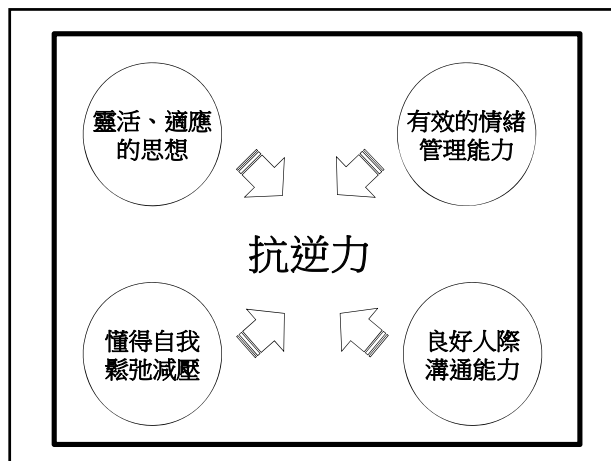 靈活、適應
的思想
有效的情緒
管理能力
抗逆力
懂得自我
鬆弛減壓
良好人際
溝通能力